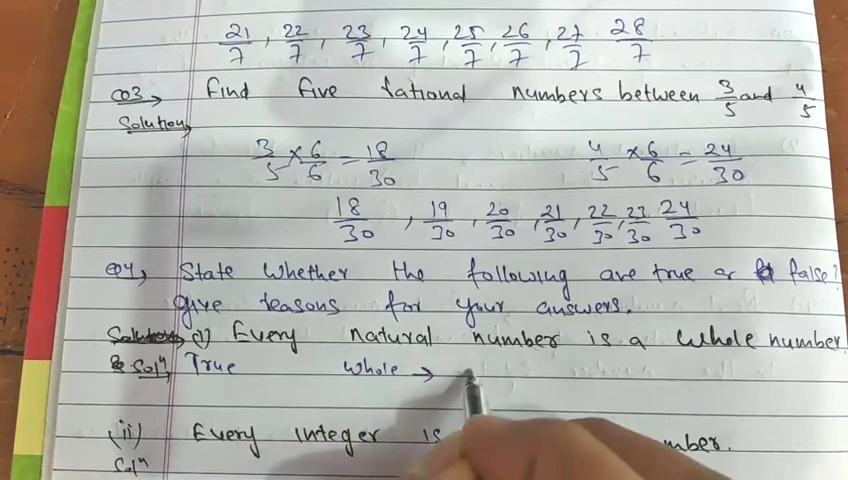 21/7, 22/7, 23/7, 24/7, 25/7, 26/7, 27/7 28/7
Q03, Find five rational numbers between 3/5 and 4/5
Solution,
3/5 × 6/6 = 18/30 4/5 × 6/6 = 24/30
18/30, 19/30, 20/30, 21/30, 22/30, 23/30 24/30
Q4, State Whether the following are true or false?
give reasons for your answers.
(i) Every natural number is a Whole number.
Solⁿ, True Whole →
(ii) Every integer is mber.
Solⁿ